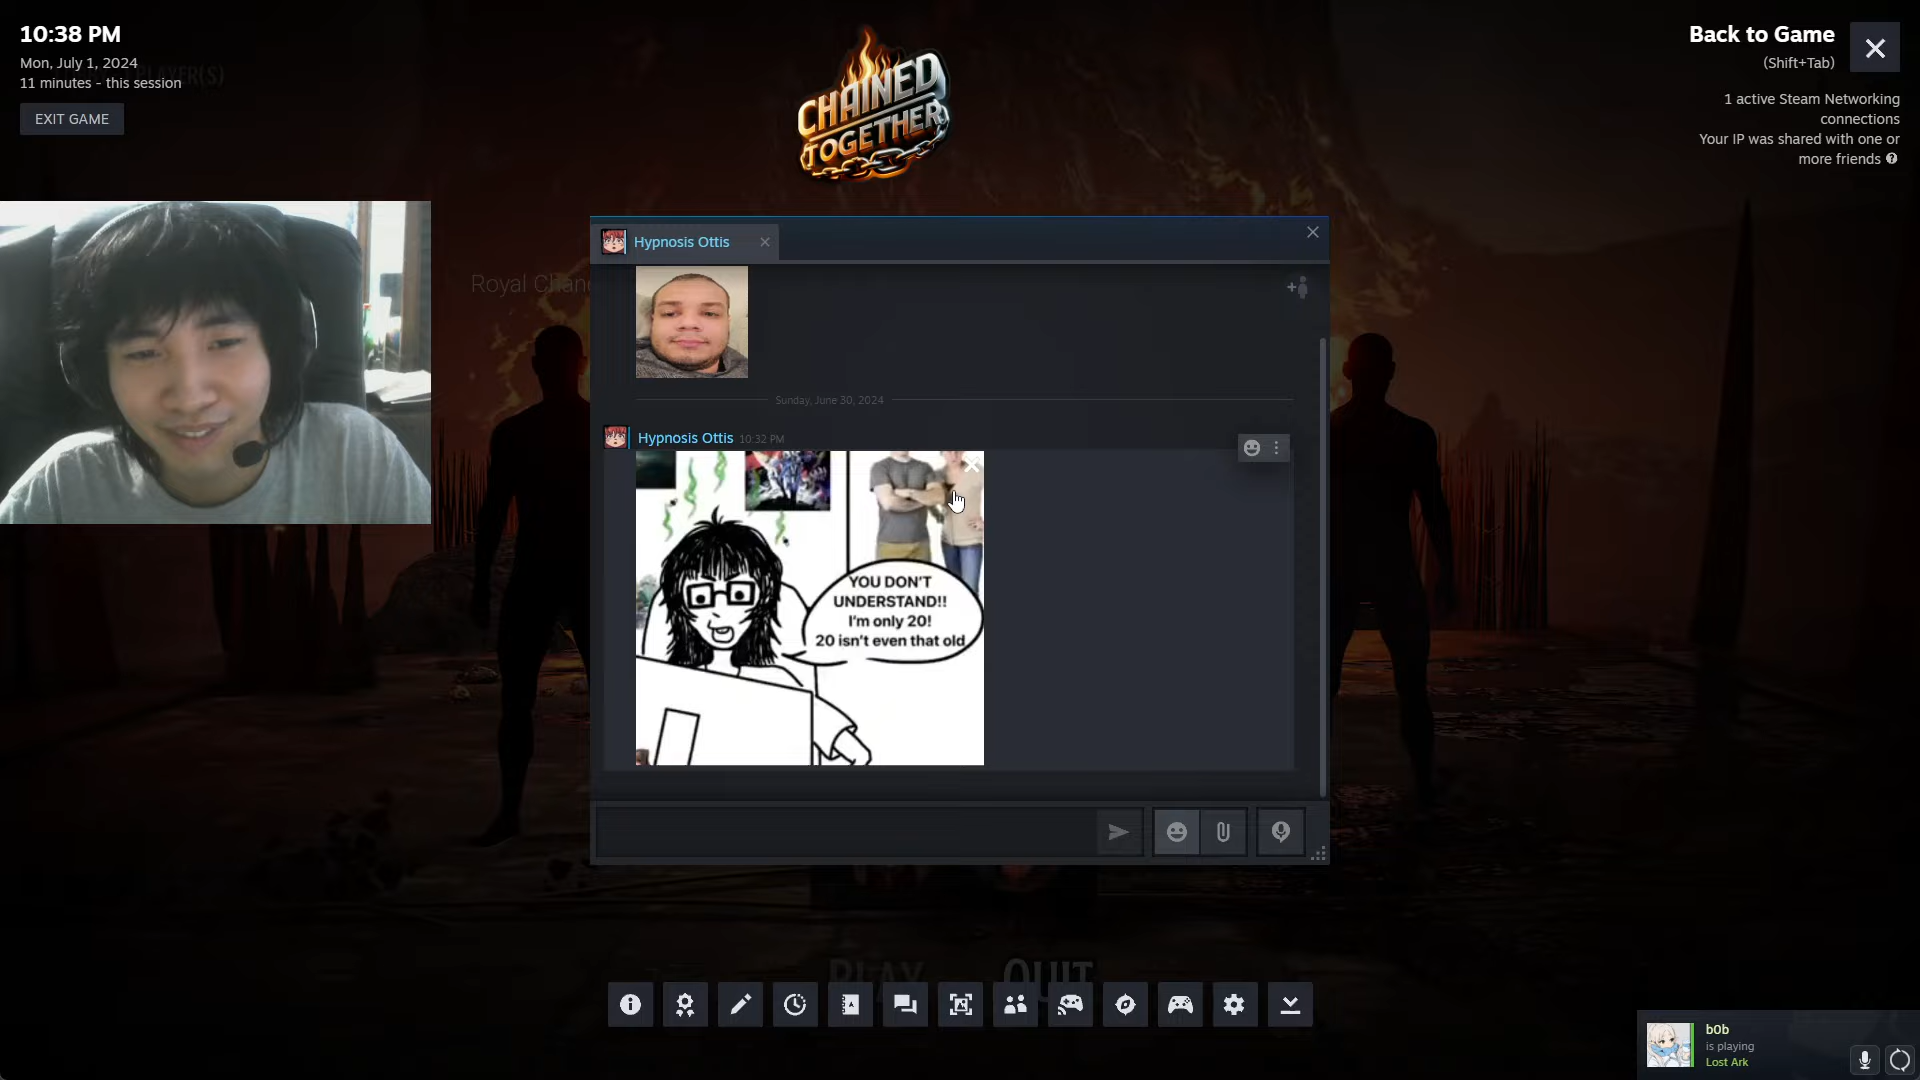 10:38 PM
Mon, July 1, 2024
11 minutes - this session
EXIT GAME
CHAINED
TOGETHER
Back to Game
(Shift+Tab)
1 active Steam Networking
connections
Your IP was shared with one or
more friends
Hypnosis Ottis
Sunday, June 30, 2024
Hypnosis Ottis 10:32 PM
YOU DON'T
UNDERSTAND!!
I'm only 20!
20 isn't even that old
PLAY QUIT
b0b
is playing
Lost Ark